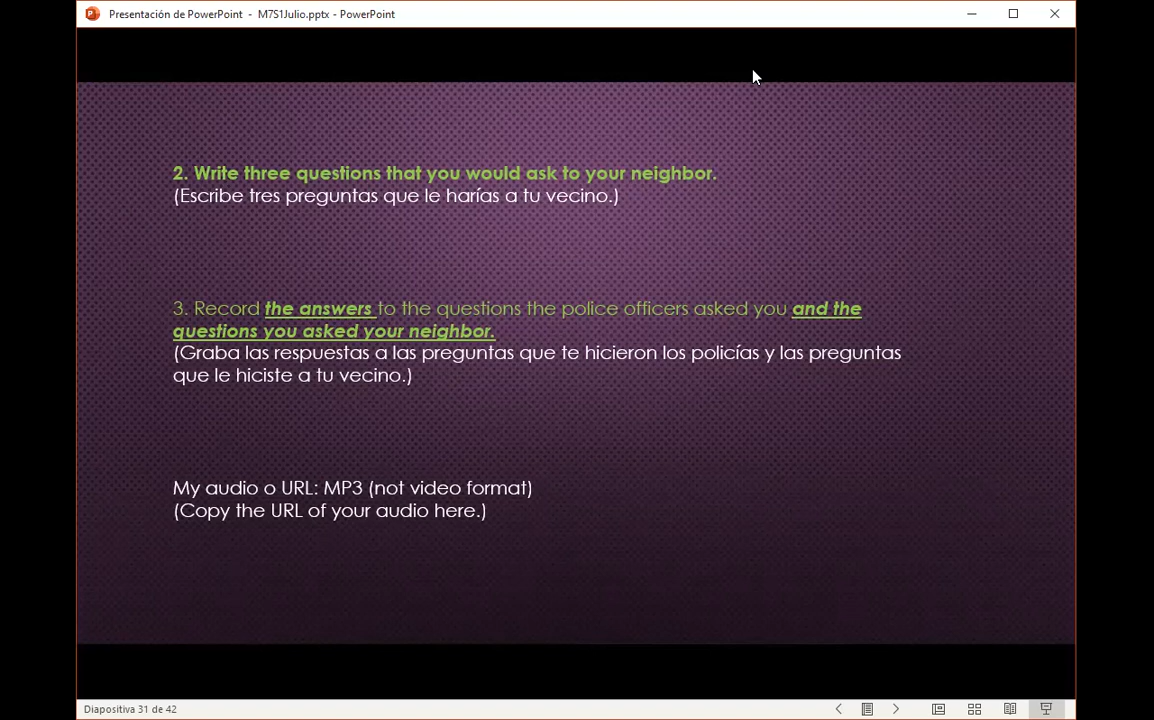 Presentación de PowerPoint - M7S1Julio.pptx - PowerPoint
2. Write three questions that you would ask to your neighbor.
(Escribe tres preguntas que le harías a tu vecino.)
3. Record the answers to the questions the police officers asked you and the
questions you asked your neighbor.
(Graba las respuestas a las preguntas que te hicieron los policías y las preguntas
que le hiciste a tu vecino.)
My audio o URL: MP3 (not video format)
(Copy the URL of your audio here.)
Diapositiva 31 de 42